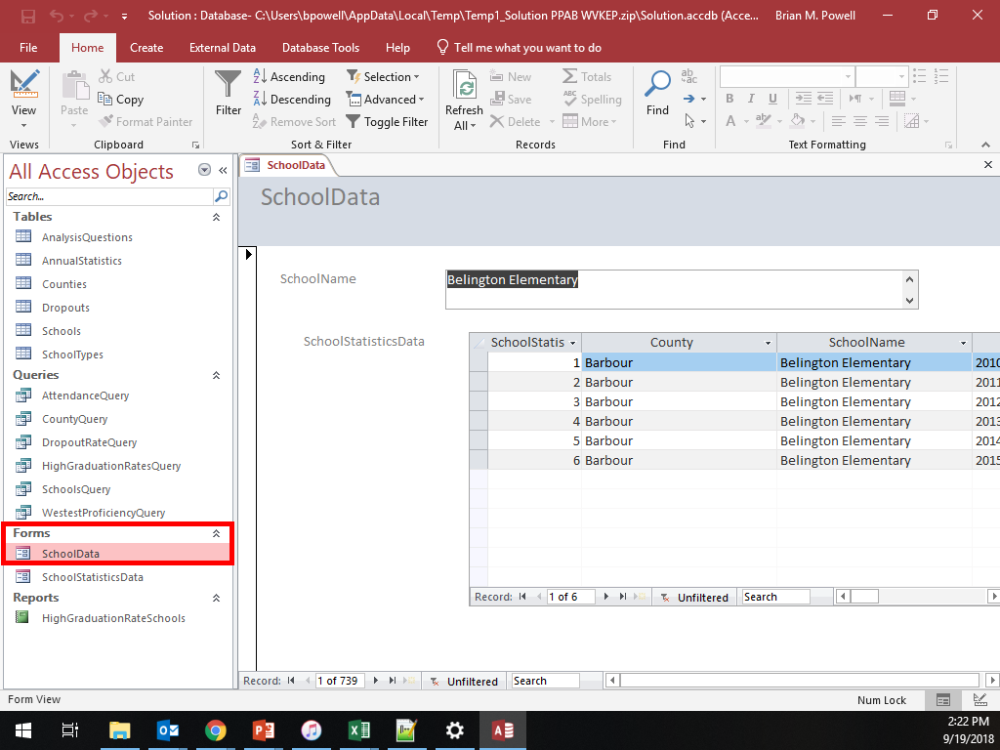 Solution : Database- C:\Users\bpowell\AppData\Local\Temp\Temp1_Solution PPAB WVKEP.zip\Solution.accdb (Acce... Brian M. Powell
File Home Create External Data Database Tools Help Tell me what you want to do
View
Views
Paste
Cut
Copy
Format Painter
Clipboard
Filter
Ascending
Descending
Remove Sort
Selection
Advanced
Toggle Filter
Sort & Filter
Refresh
All
New
Save
Delete
Totals
Spelling
More
Records
Find
ab
ac
Find
B I U
A
Text Formatting
All Access Objects
Search...
Tables
AnalysisQuestions
AnnualStatistics
Counties
Dropouts
Schools
SchoolTypes
Queries
AttendanceQuery
CountyQuery
DropoutRateQuery
HighGraduationRatesQuery
SchoolsQuery
WestestProficiencyQuery
Forms
SchoolData
SchoolStatisticsData
Reports
HighGraduationRateSchools
SchoolData
SchoolData
SchoolName Belington Elementary
SchoolStatisticsData
SchoolStatis County SchoolName
1 Barbour Belington Elementary 2010
2 Barbour Belington Elementary 2011
3 Barbour Belington Elementary 2012
4 Barbour Belington Elementary 2013
5 Barbour Belington Elementary 2014
6 Barbour Belington Elementary 2015
Record: 1 of 6 Unfiltered Search
Record: 1 of 739 Unfiltered Search
Form View Num Lock
2:22 PM
9/19/2018